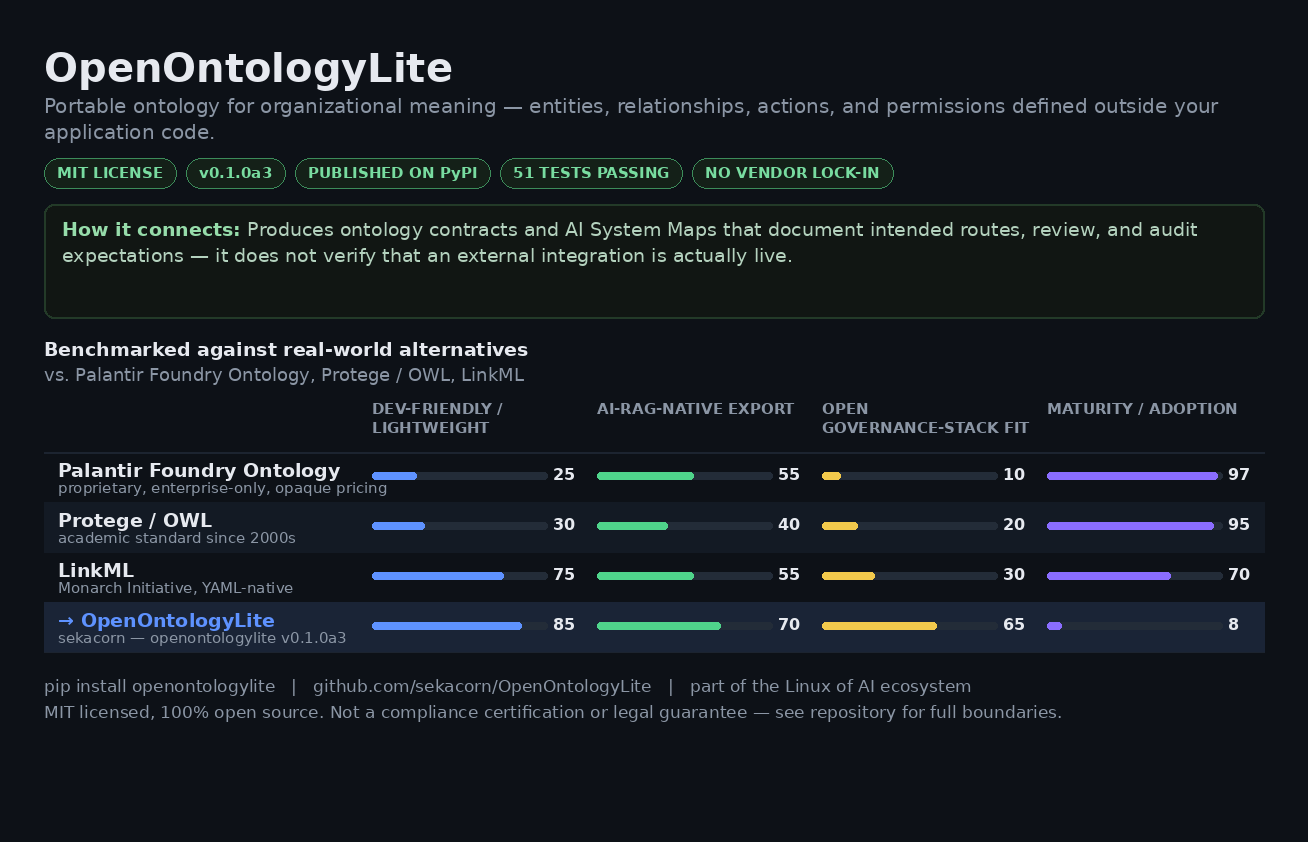 OpenOntologyLite
Portable ontology for organizational meaning — entities, relationships, actions, and permissions defined outside your
application code.
MIT LICENSE
v0.1.0a3
PUBLISHED ON PyPI
51 TESTS PASSING
NO VENDOR LOCK-IN
How it connects: Produces ontology contracts and AI System Maps that document intended routes, review, and audit
expectations — it does not verify that an external integration is actually live.
Benchmarked against real-world alternatives
vs. Palantir Foundry Ontology, Protege / OWL, LinkML
DEV-FRIENDLY /
LIGHTWEIGHT
AI-RAG-NATIVE EXPORT
OPEN
GOVERNANCE-STACK FIT
MATURITY / ADOPTION
Palantir Foundry Ontology
proprietary, enterprise-only, opaque pricing
25
55
10
97
Protege / OWL
academic standard since 2000s
30
40
20
95
LinkML
Monarch Initiative, YAML-native
75
55
30
70
→ OpenOntologyLite
sekacorn — openontologylite v0.1.0a3
85
70
65
8
pip install openontologylite | github.com/sekacorn/OpenOntologyLite | part of the Linux of AI ecosystem
MIT licensed, 100% open source. Not a compliance certification or legal guarantee — see repository for full boundaries.